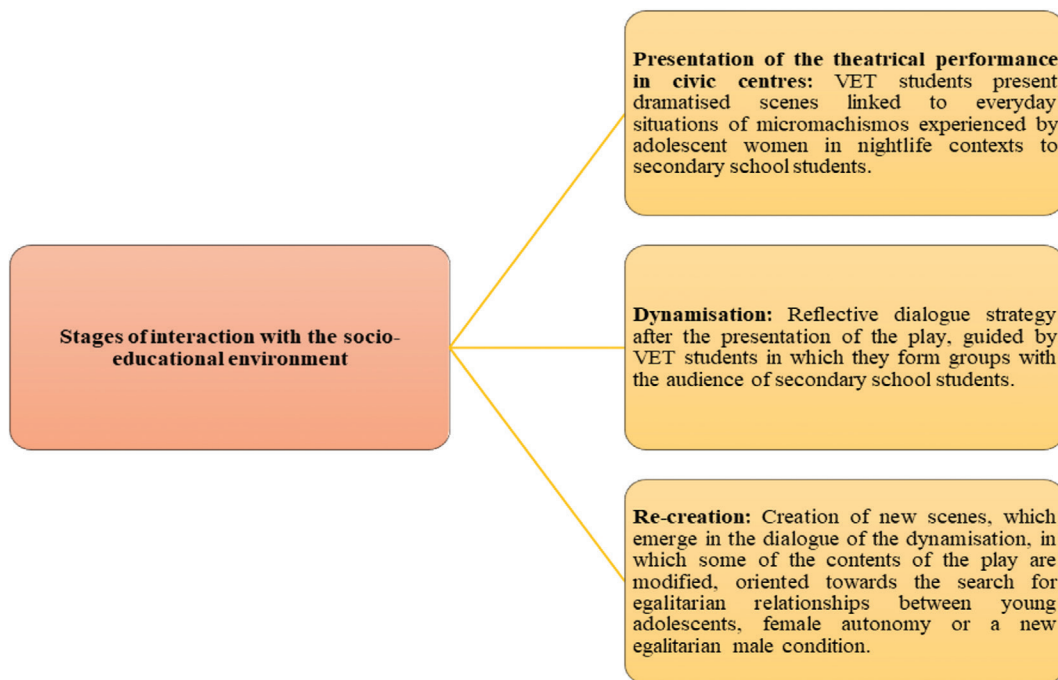 Stages of interaction with the socio-
educational environment
Presentation of the theatrical performance
in civic centres: VET students present
dramatised scenes linked to everyday
situations of micromachismos experienced by
adolescent women in nightlife contexts to
secondary school students.
Dynamisation: Reflective dialogue strategy
after the presentation of the play, guided by
VET students in which they form groups with
the audience of secondary school students.
Re-creation: Creation of new scenes, which
emerge in the dialogue of the dynamisation, in
which some of the contents of the play are
modified, oriented towards the search for
egalitarian relationships between young
adolescents, female autonomy or a new
egalitarian male condition.